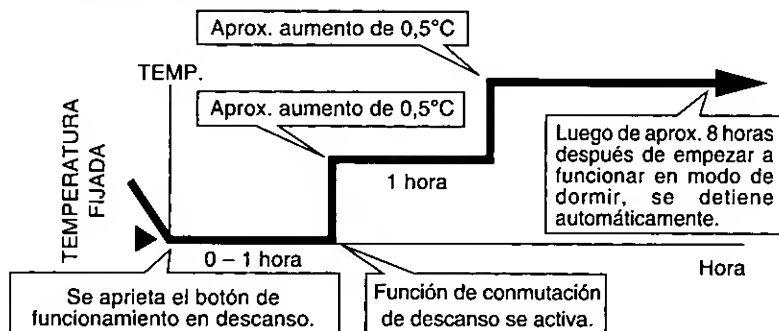 Aprox. aumento de 0,5°C
TEMP.
Aprox. aumento de 0,5°C
TEMPERATURA
FIJADA
Luego de aprox. 8 horas
después de empezar a
funcionar en modo de
dormir, se detiene
automáticamente.
1 hora
0 – 1 hora
Hora
Se aprieta el botón de
funcionamiento en descanso.
Función de conmutación
de descanso se activa.